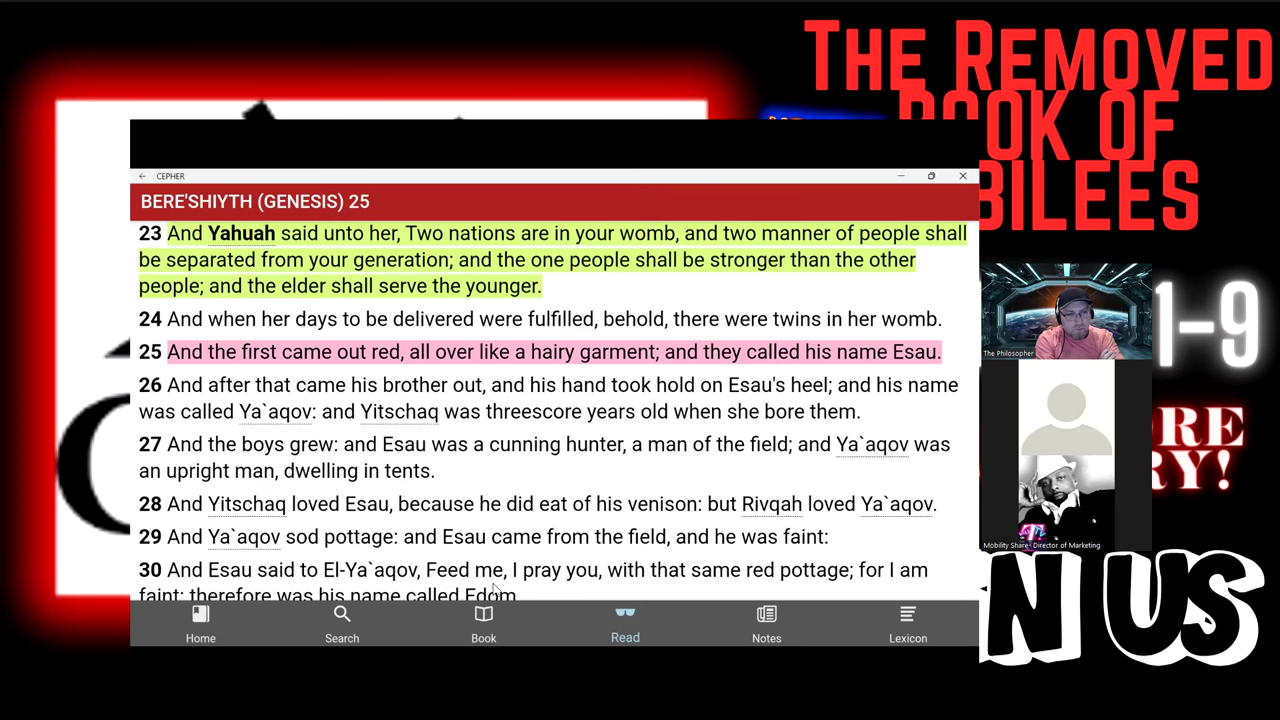 THE REMOVED
BOOK OF
BILEES
CEPHER
BERE'SHIYTH (GENESIS) 25
23 And Yahuah said unto her, Two nations are in your womb, and two manner of people shall
be separated from your generation; and the one people shall be stronger than the other
people; and the elder shall serve the younger.
24 And when her days to be delivered were fulfilled, behold, there were twins in her womb.
25 And the first came out red, all over like a hairy garment; and they called his name Esau.
26 And after that came his brother out, and his hand took hold on Esau's heel; and his name
was called Ya`aqov: and Yitschaq was threescore years old when she bore them.
27 And the boys grew: and Esau was a cunning hunter, a man of the field; and Ya`aqov was
an upright man, dwelling in tents.
28 And Yitschaq loved Esau, because he did eat of his venison: but Rivqah loved Ya`aqov.
29 And Ya`aqov sod pottage: and Esau came from the field, and he was faint:
30 And Esau said to El-Ya`aqov, Feed me, I pray you, with that same red pottage; for I am
faint: therefore was his name called Edom
Home Search Book Read Notes Lexicon
The Philosopher
Mobility Share- Director of Marketing
1-9
RE
RY!
N US